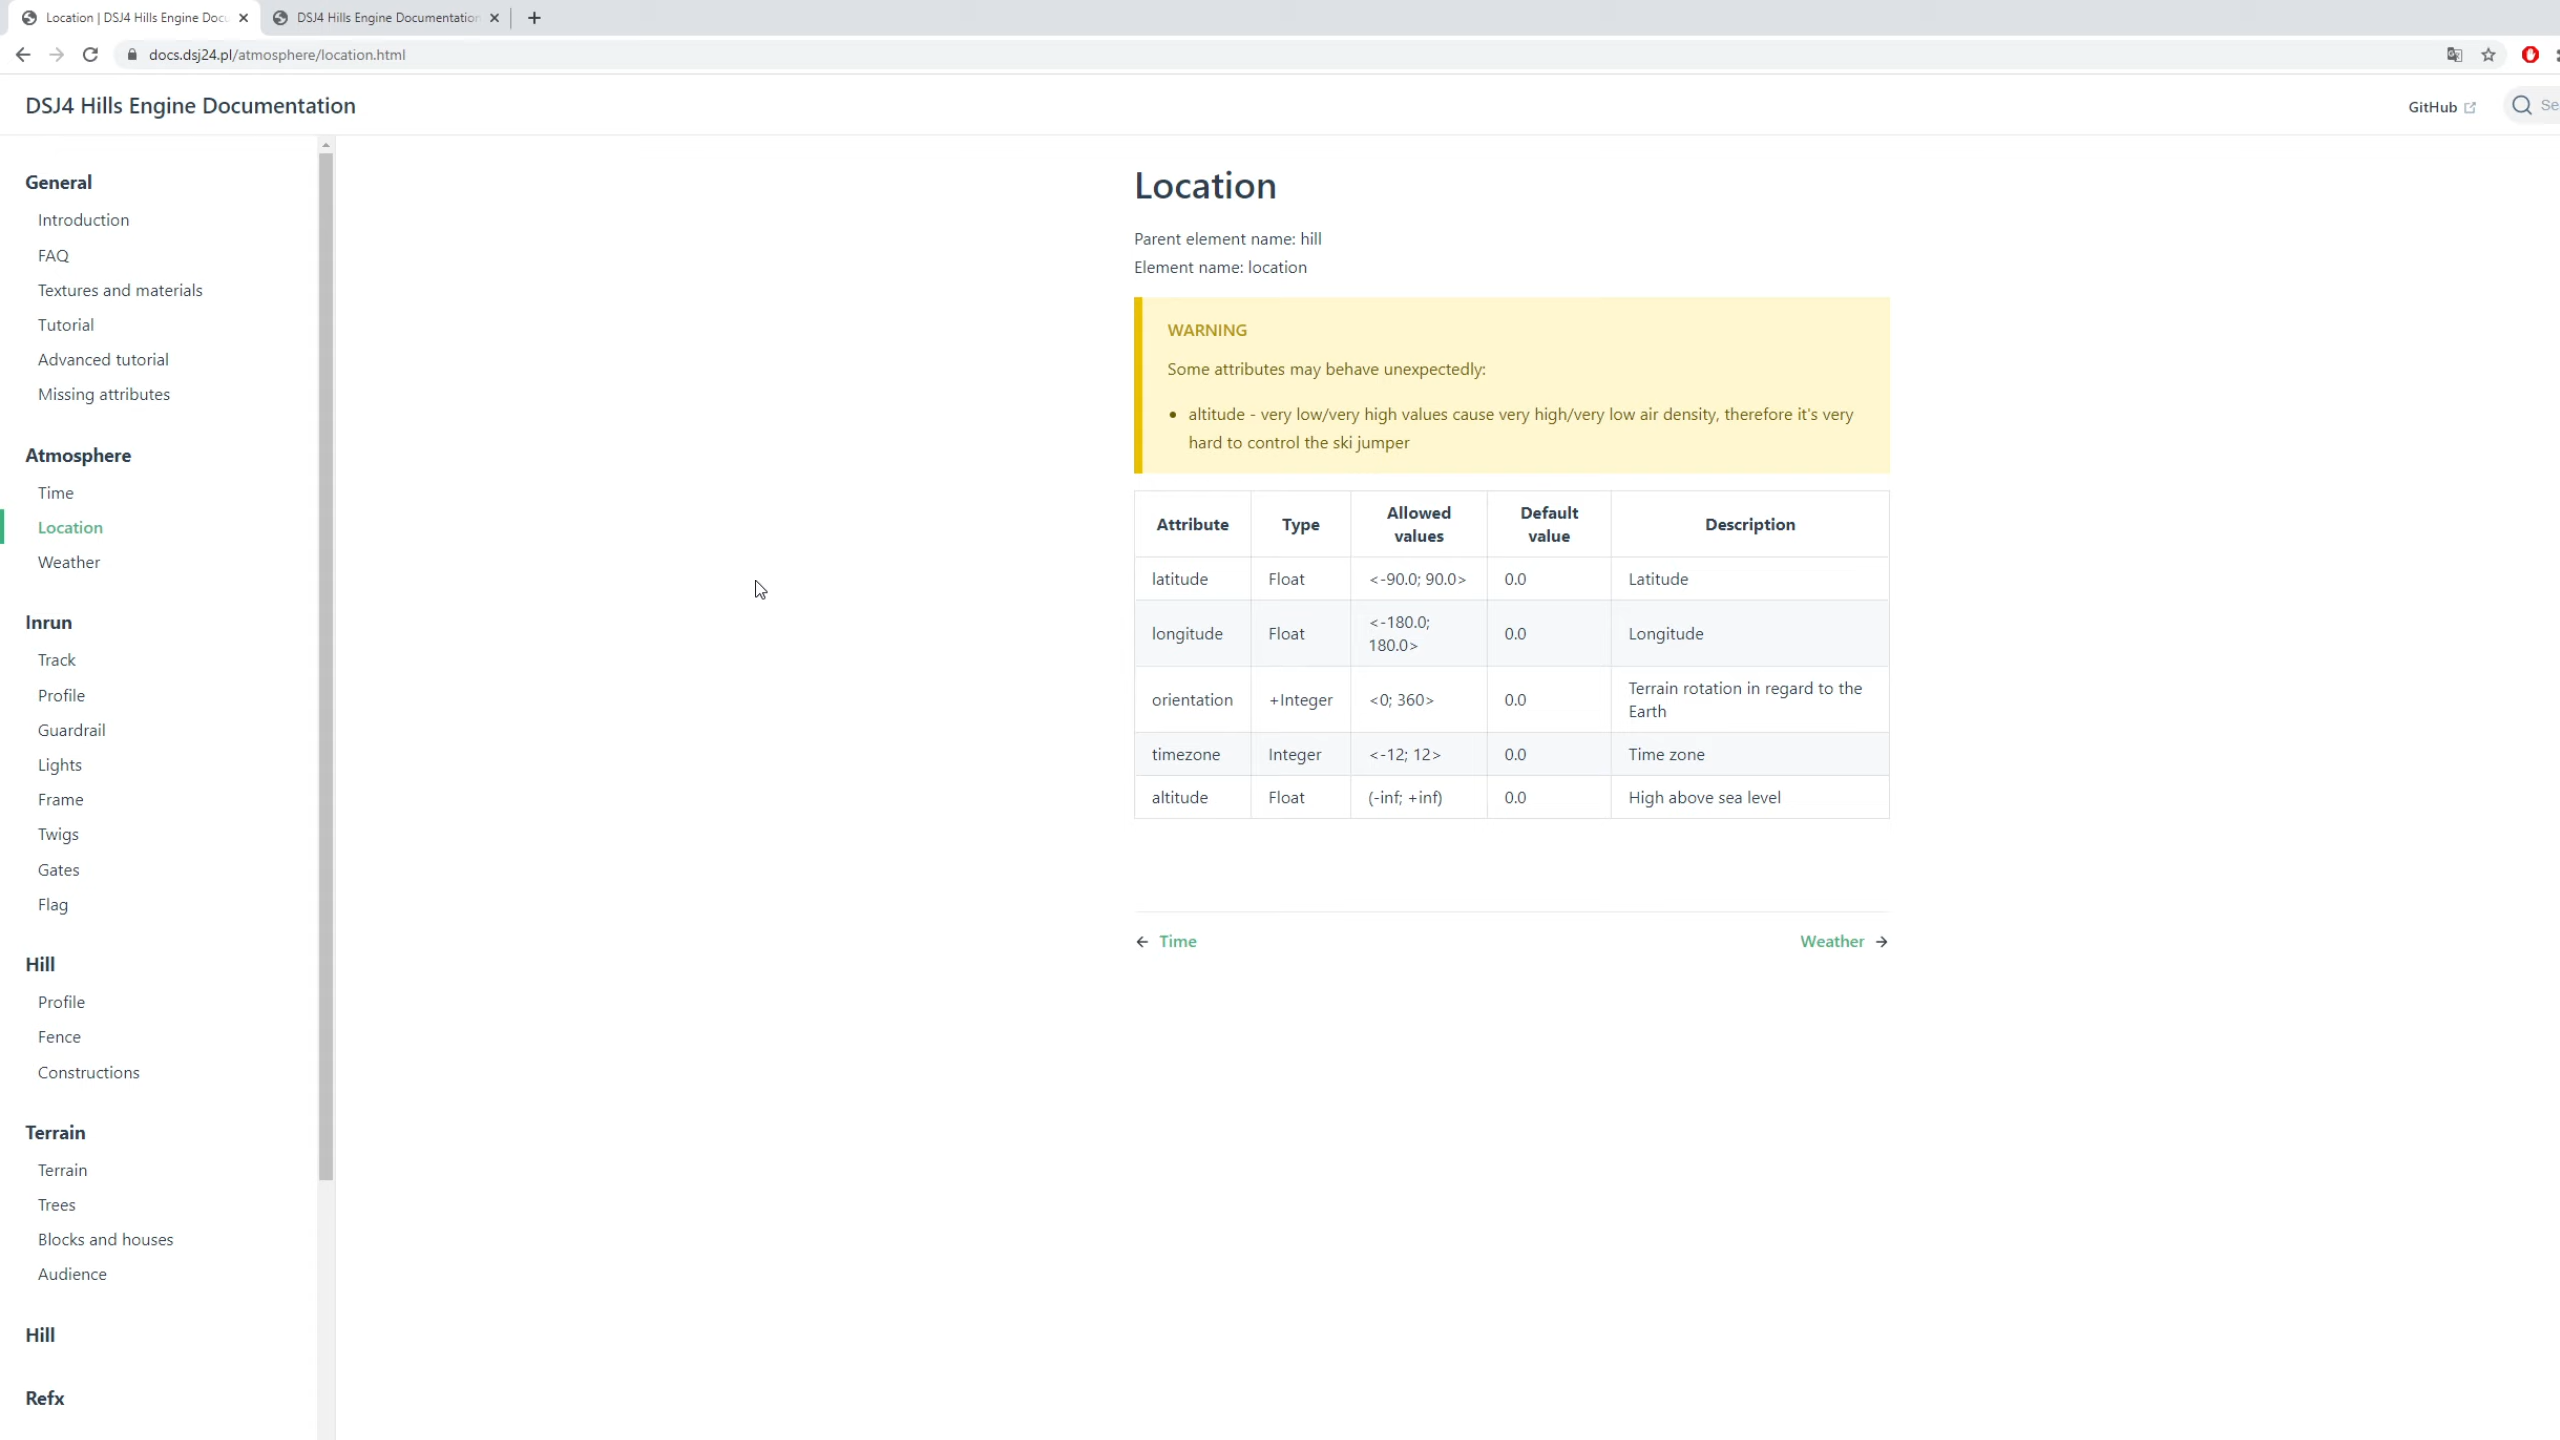 Location | DSJ4 Hills Engine Docu
DSJ4 Hills Engine Documentation
docs.dsj24.pl/atmosphere/location.html
DSJ4 Hills Engine Documentation
GitHub
Se
General
Introduction
FAQ
Textures and materials
Tutorial
Advanced tutorial
Missing attributes
Atmosphere
Time
Location
Weather
Inrun
Track
Profile
Guardrail
Lights
Frame
Twigs
Gates
Flag
Hill
Profile
Fence
Constructions
Terrain
Terrain
Trees
Blocks and houses
Audience
Hill
Refx
Location
Parent element name: hill
Element name: location
WARNING
Some attributes may behave unexpectedly:
• altitude - very low/very high values cause very high/very low air density, therefore it's very
hard to control the ski jumper
Attribute Type Allowed values Default value Description
latitude Float <-90.0; 90.0> 0.0 Latitude
longitude Float <-180.0; 180.0> 0.0 Longitude
orientation +Integer <0; 360> 0.0 Terrain rotation in regard to the Earth
timezone Integer <-12; 12> 0.0 Time zone
altitude Float (-inf; +inf) 0.0 High above sea level
← Time
Weather →